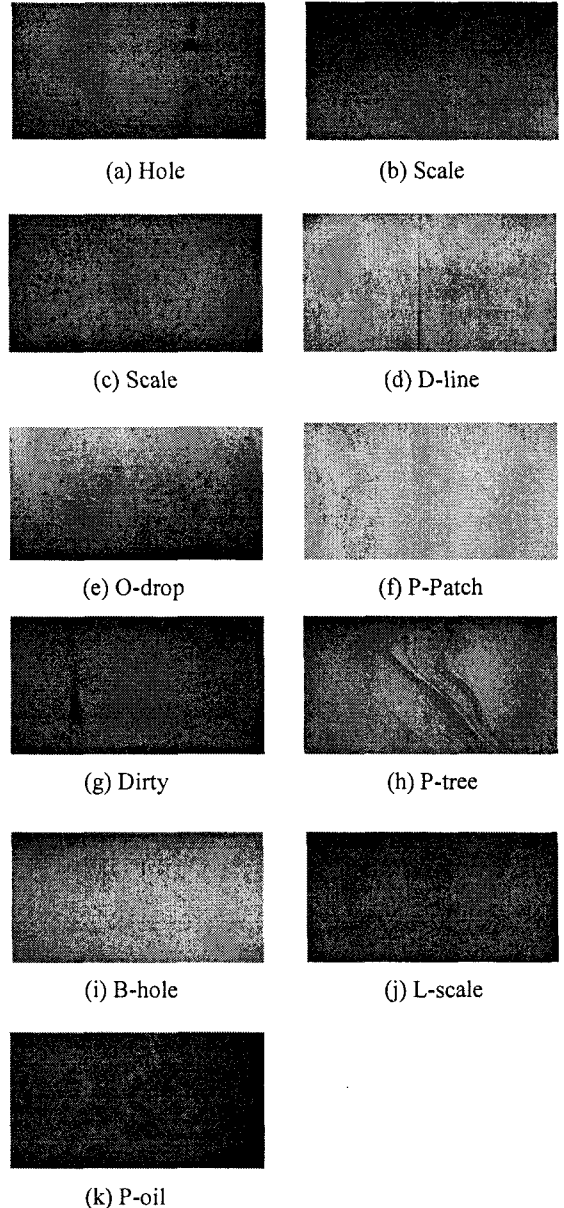 (a) Hole
(b) Scale
(c) Scale
(d) D-line
(e) O-drop
(f) P-Patch
(g) Dirty
(h) P-tree
(i) B-hole
(j) L-scale
(k) P-oil